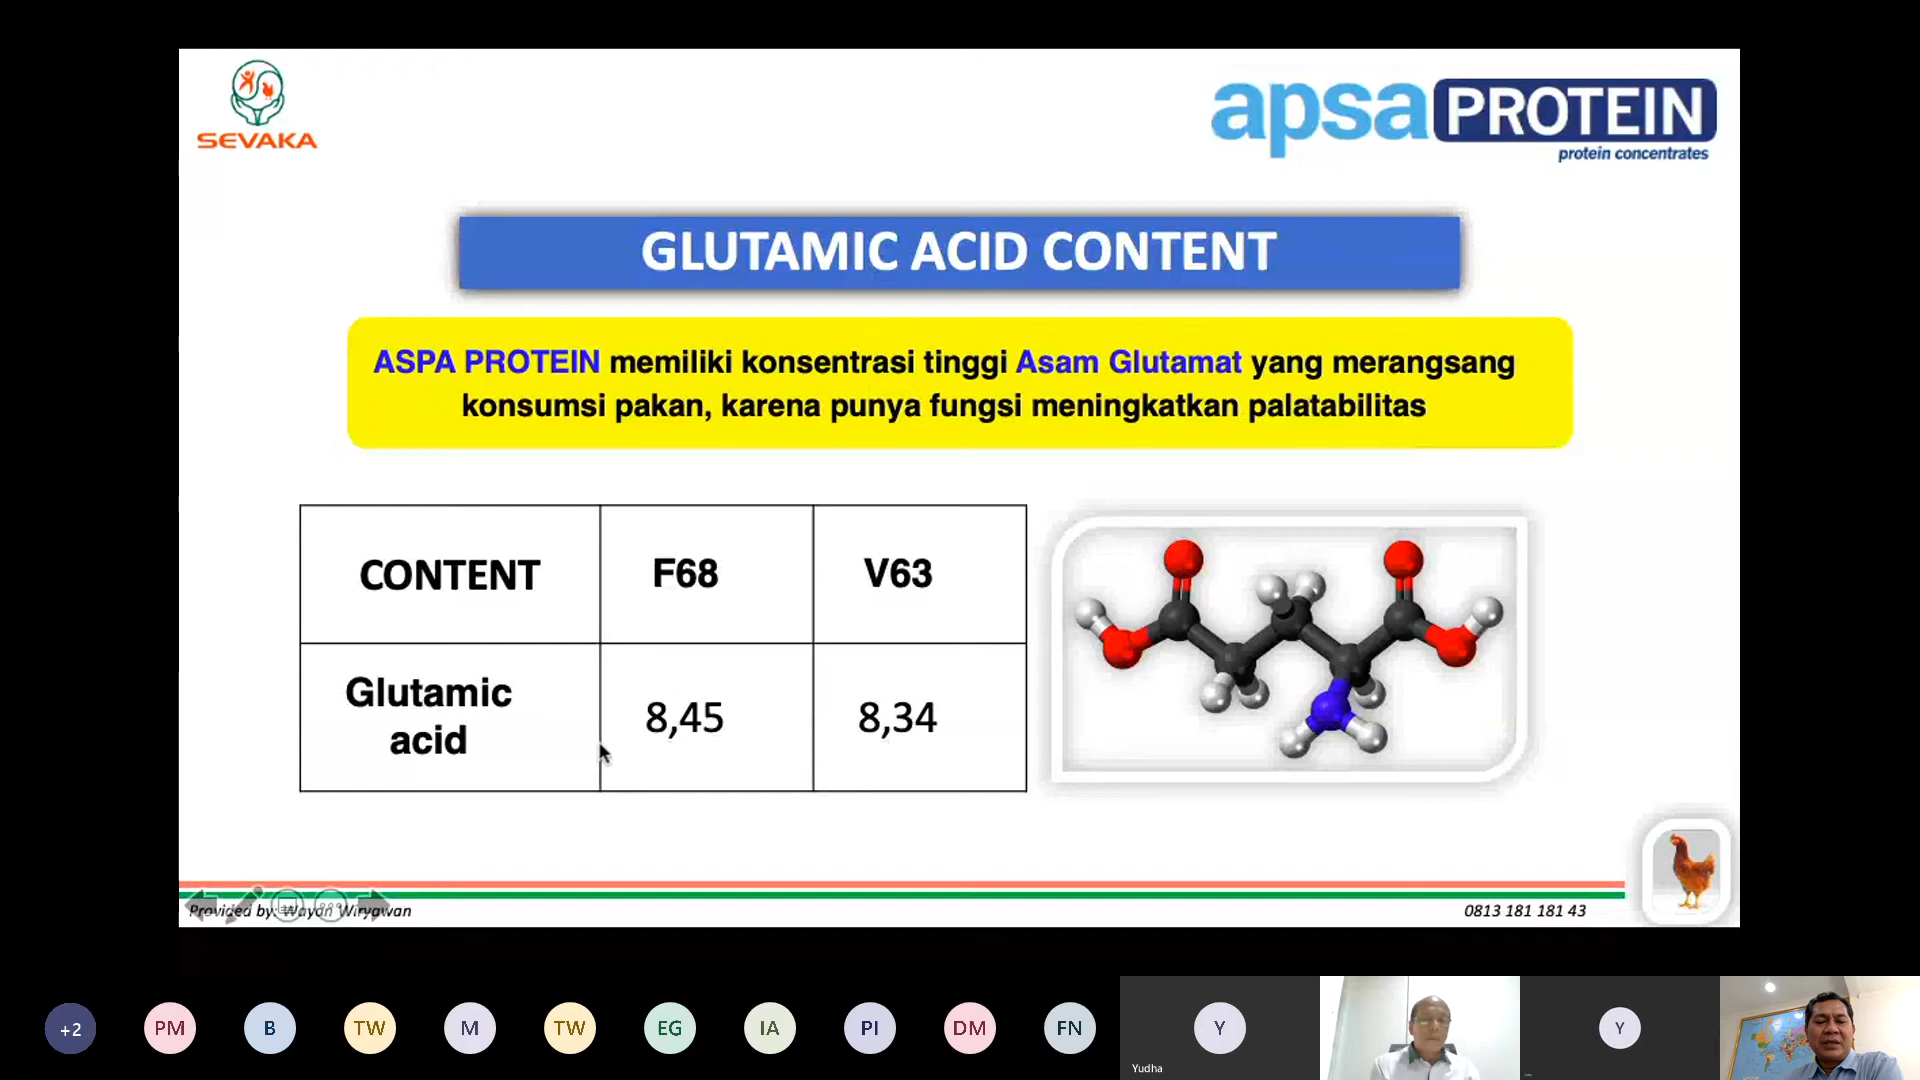 SEVAKA
apsa PROTEIN
protein concentrates
GLUTAMIC ACID CONTENT
ASPA PROTEIN memiliki konsentrasi tinggi Asam Glutamat yang merangsang
konsumsi pakan, karena punya fungsi meningkatkan palatabilitas
CONTENT F68 V63
Glutamic
acid
8,45 8,34
Provided by: Wayan Wiryawan
0813 181 181 43
+2 PM B TW M TW EG IA PI DM FN Y Y
Yudha